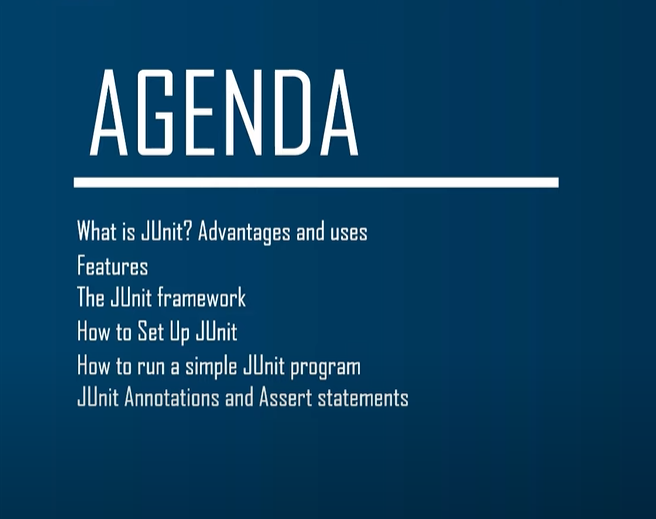 AGENDA
What is JUnit? Advantages and uses
Features
The JUnit framework
How to Set Up JUnit
How to run a simple JUnit program
JUnit Annotations and Assert statements